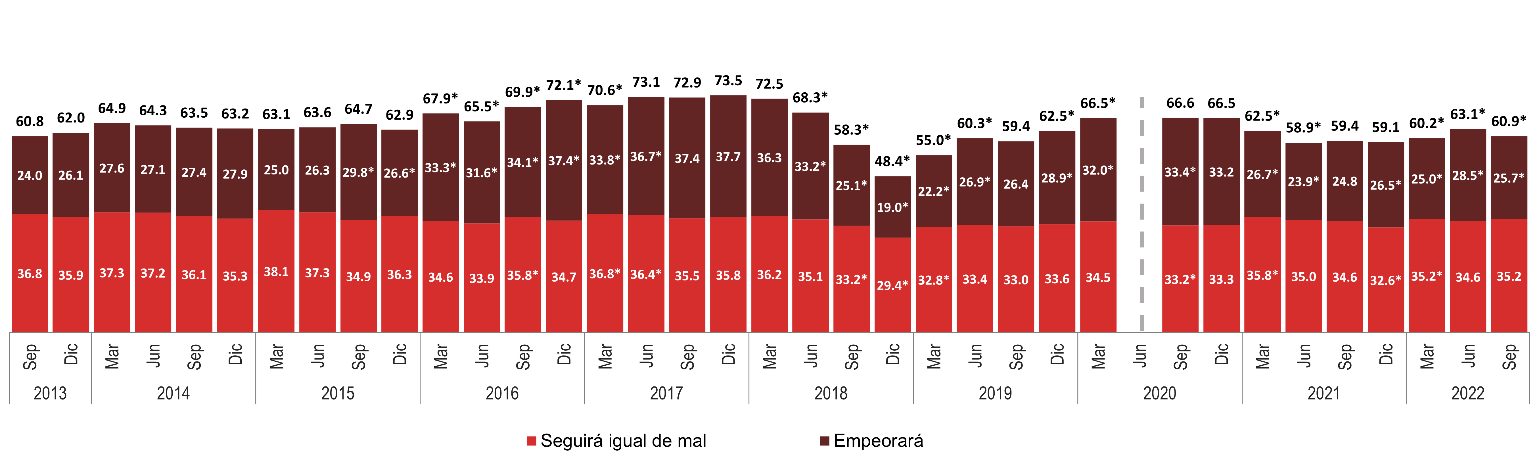 60.8 62.0 64.9 64.3 63.5 63.2 63.1 63.6 64.7 62.9 67.9* 65.5* 69.9* 72.1* 70.6* 73.1 72.9 73.5 72.5 68.3* 58.3* 48.4* 55.0* 60.3* 59.4 62.5* 66.5* 66.6 66.5 62.5* 58.9* 59.4 59.1 60.2* 63.1* 60.9*
24.0 26.1 27.6 27.1 27.4 27.9 25.0 26.3 29.8* 26.6* 33.3* 31.6* 34.1* 37.4* 33.8* 36.7* 37.4 37.7 36.3 33.2* 25.1* 19.0* 22.2* 26.9* 26.4 28.9* 32.0* 33.4* 33.2 26.7* 23.9* 24.8 26.5* 25.0* 28.5* 25.7*
36.8 35.9 37.3 37.2 36.1 35.3 38.1 37.3 34.9 36.3 34.6 33.9 35.8* 34.7 36.8* 36.4* 35.5 35.8 36.2 35.1 33.2* 29.4* 32.8* 33.4 33.0 33.6 34.5 33.2* 33.3 35.8* 35.0 34.6 32.6* 35.2* 34.6 35.2
Sep Dic Mar Jun Sep Dic Mar Jun Sep Dic Mar Jun Sep Dic Mar Jun Sep Dic Mar Jun Sep Dic Mar Jun Sep Dic Mar Jun Sep Dic Mar Jun Sep Dic Mar Jun Sep
2013 2014 2015 2016 2017 2018 2019 2020 2021 2022
Seguirá igual de mal Empeorará